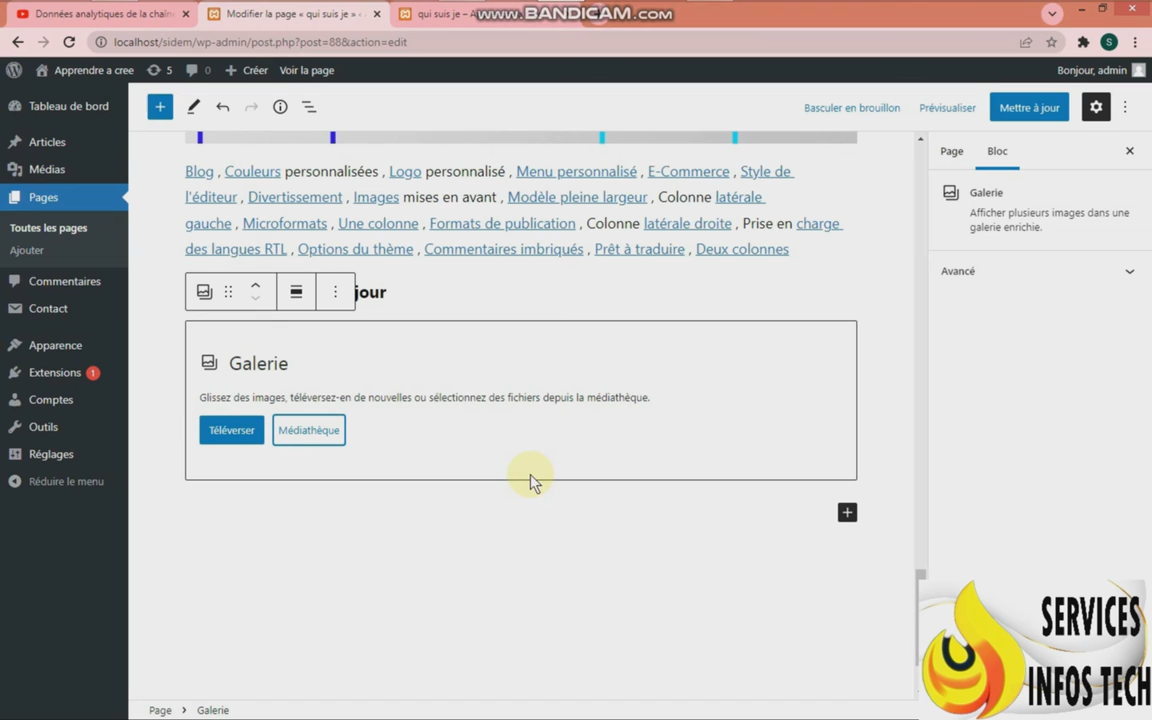 Données analytiques de la chaîn
Modifier la page « qui suis je »
qui suis je – A
www.BANDICAM.com
localhost/sidem/wp-admin/post.php?post=88&action=edit
S
Apprendre a cree
5
0
Créer
Voir la page
Bonjour, admin
Tableau de bord
Articles
Médias
Pages
Toutes les pages
Ajouter
Commentaires
Contact
Apparence
Extensions 1
Comptes
Outils
Réglages
Réduire le menu
Basculer en brouillon
Prévisualiser
Mettre à jour
Blog , Couleurs personnalisées , Logo personnalisé , Menu personnalisé , E-Commerce , Style de
l'éditeur , Divertissement , Images mises en avant , Modèle pleine largeur , Colonne latérale
gauche , Microformats , Une colonne , Formats de publication , Colonne latérale droite , Prise en charge
des langues RTL , Options du thème , Commentaires imbriqués , Prêt à traduire , Deux colonnes
jour
Galerie
Glissez des images, téléversez-en de nouvelles ou sélectionnez des fichiers depuis la médiathèque.
Téléverser
Médiathèque
Page
Bloc
Galerie
Afficher plusieurs images dans une
galerie enrichie.
Avancé
SERVICES
INFOS TECH
Page
Galerie